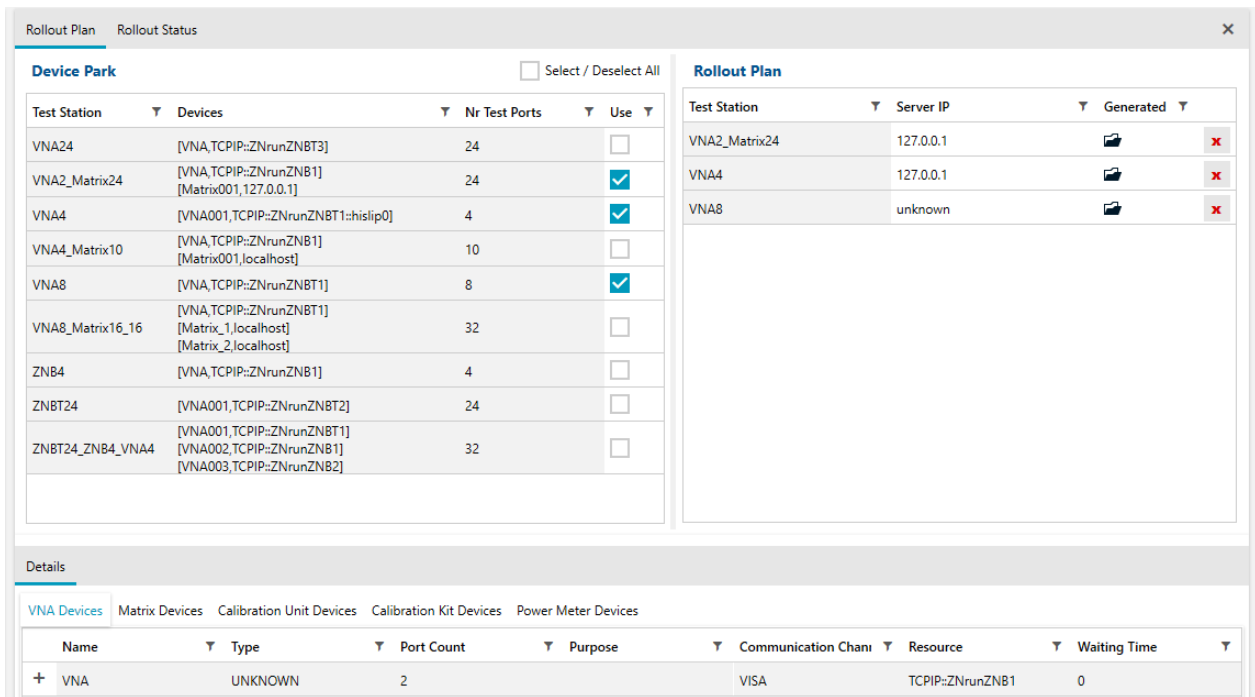 Rollout Plan Rollout Status
Device Park Select / Deselect All
Test Station Devices Nr Test Ports Use
VNA24 [VNA,TCPIP::ZNrunZNBT3] 24
VNA2_Matrix24 [VNA,TCPIP::ZNrunZNB1] 24
[Matrix001,127.0.0.1]
VNA4 [VNA001,TCPIP::ZNrunZNBT1::hislip0] 4
VNA4_Matrix10 [VNA,TCPIP::ZNrunZNB1] 10
[Matrix001,localhost]
VNA8 [VNA,TCPIP::ZNrunZNBT1] 8
VNA8_Matrix16_16 [VNA,TCPIP::ZNrunZNBT1] 32
[Matrix_1,localhost]
[Matrix_2,localhost]
ZNB4 [VNA,TCPIP::ZNrunZNB1] 4
ZNBT24 [VNA001,TCPIP::ZNrunZNBT2] 24
ZNBT24_ZNB4_VNA4 [VNA001,TCPIP::ZNrunZNBT1] 32
[VNA002,TCPIP::ZNrunZNB1]
[VNA003,TCPIP::ZNrunZNB2]
Rollout Plan
Test Station Server IP Generated
VNA2_Matrix24 127.0.0.1
VNA4 127.0.0.1
VNA8 unknown
Details
VNA Devices Matrix Devices Calibration Unit Devices Calibration Kit Devices Power Meter Devices
Name Type Port Count Purpose Communication Chan Resource Waiting Time
VNA UNKNOWN 2 VISA TCPIP::ZNrunZNB1 0